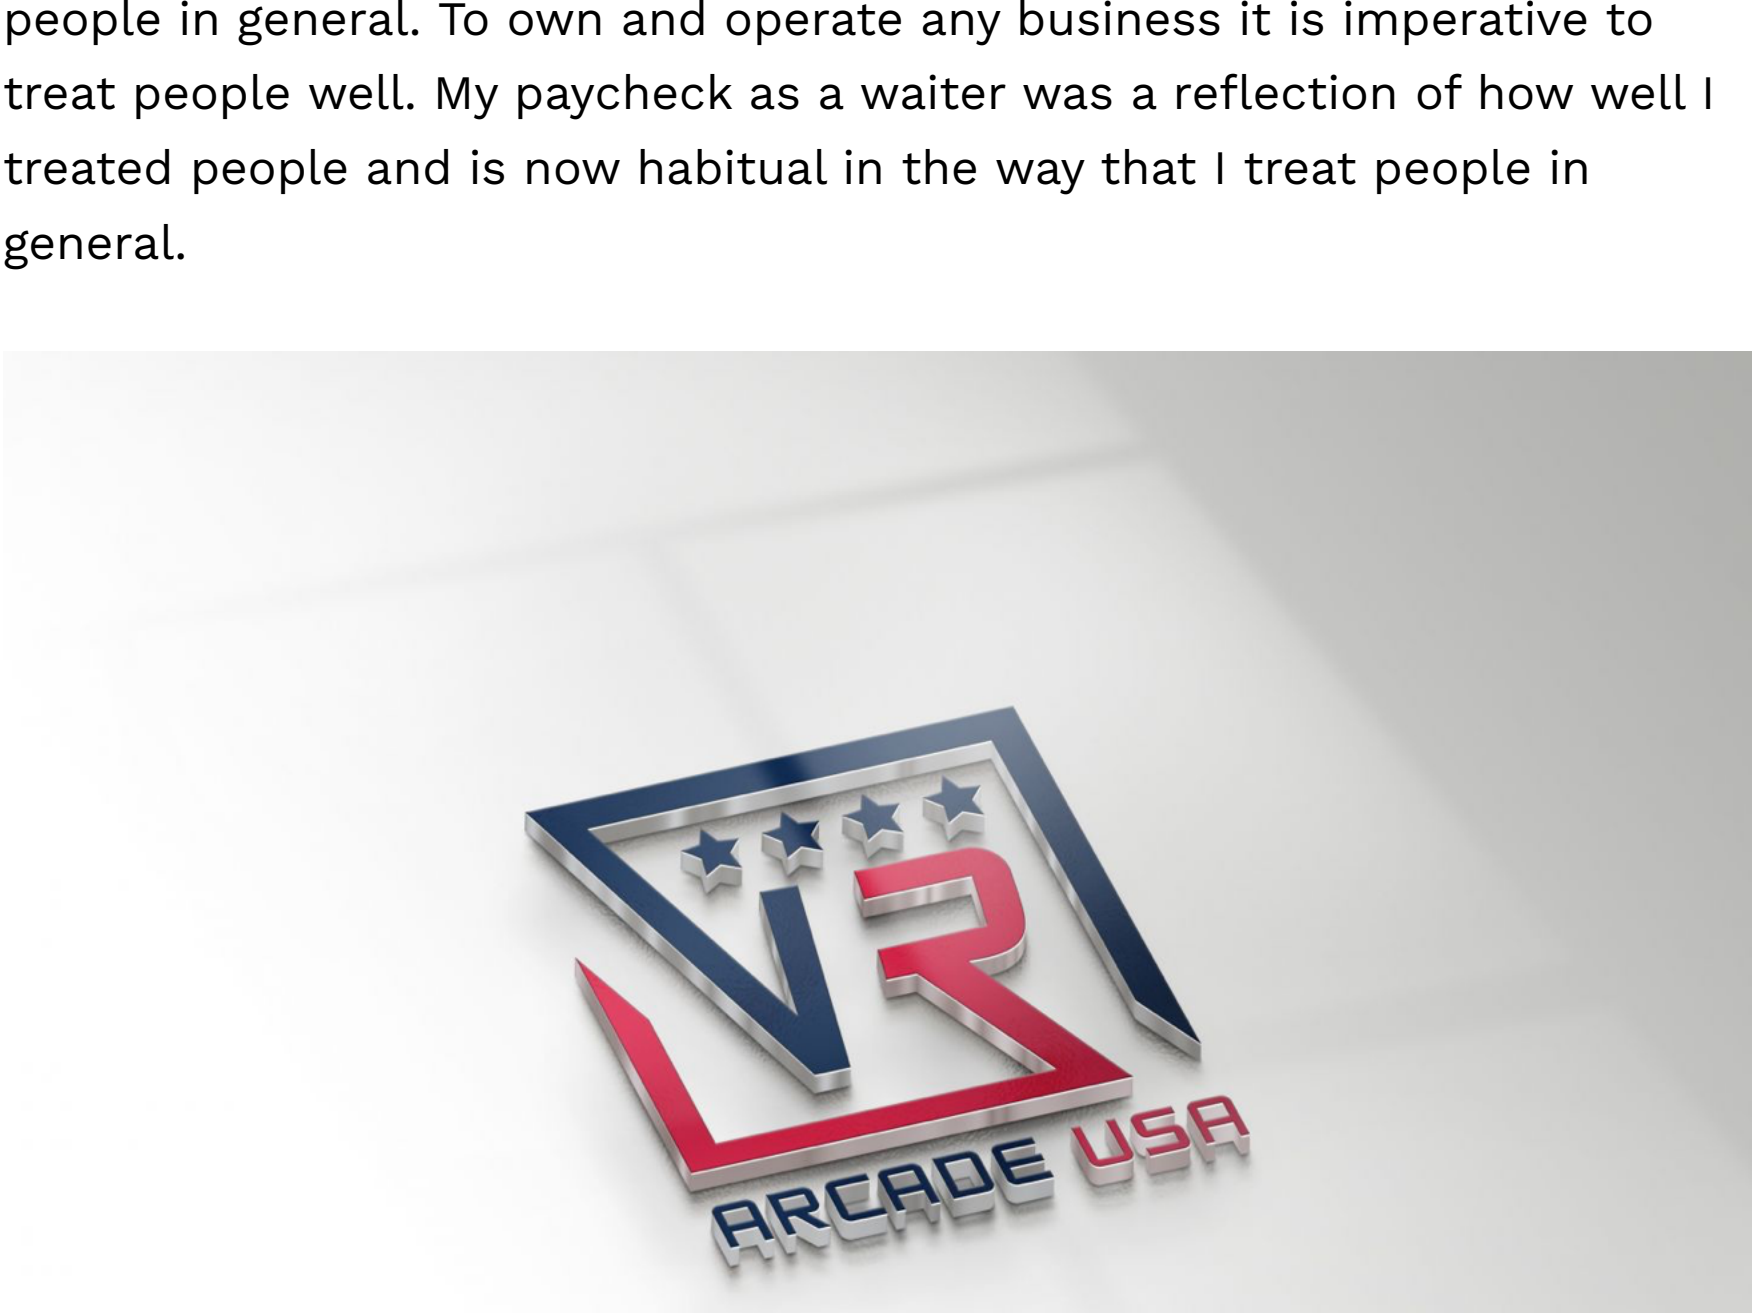 people in general. To own and operate any business it is imperative to
treat people well. My paycheck as a waiter was a reflection of how well I
treated people and is now habitual in the way that I treat people in
general.
VR
ARCADE USA